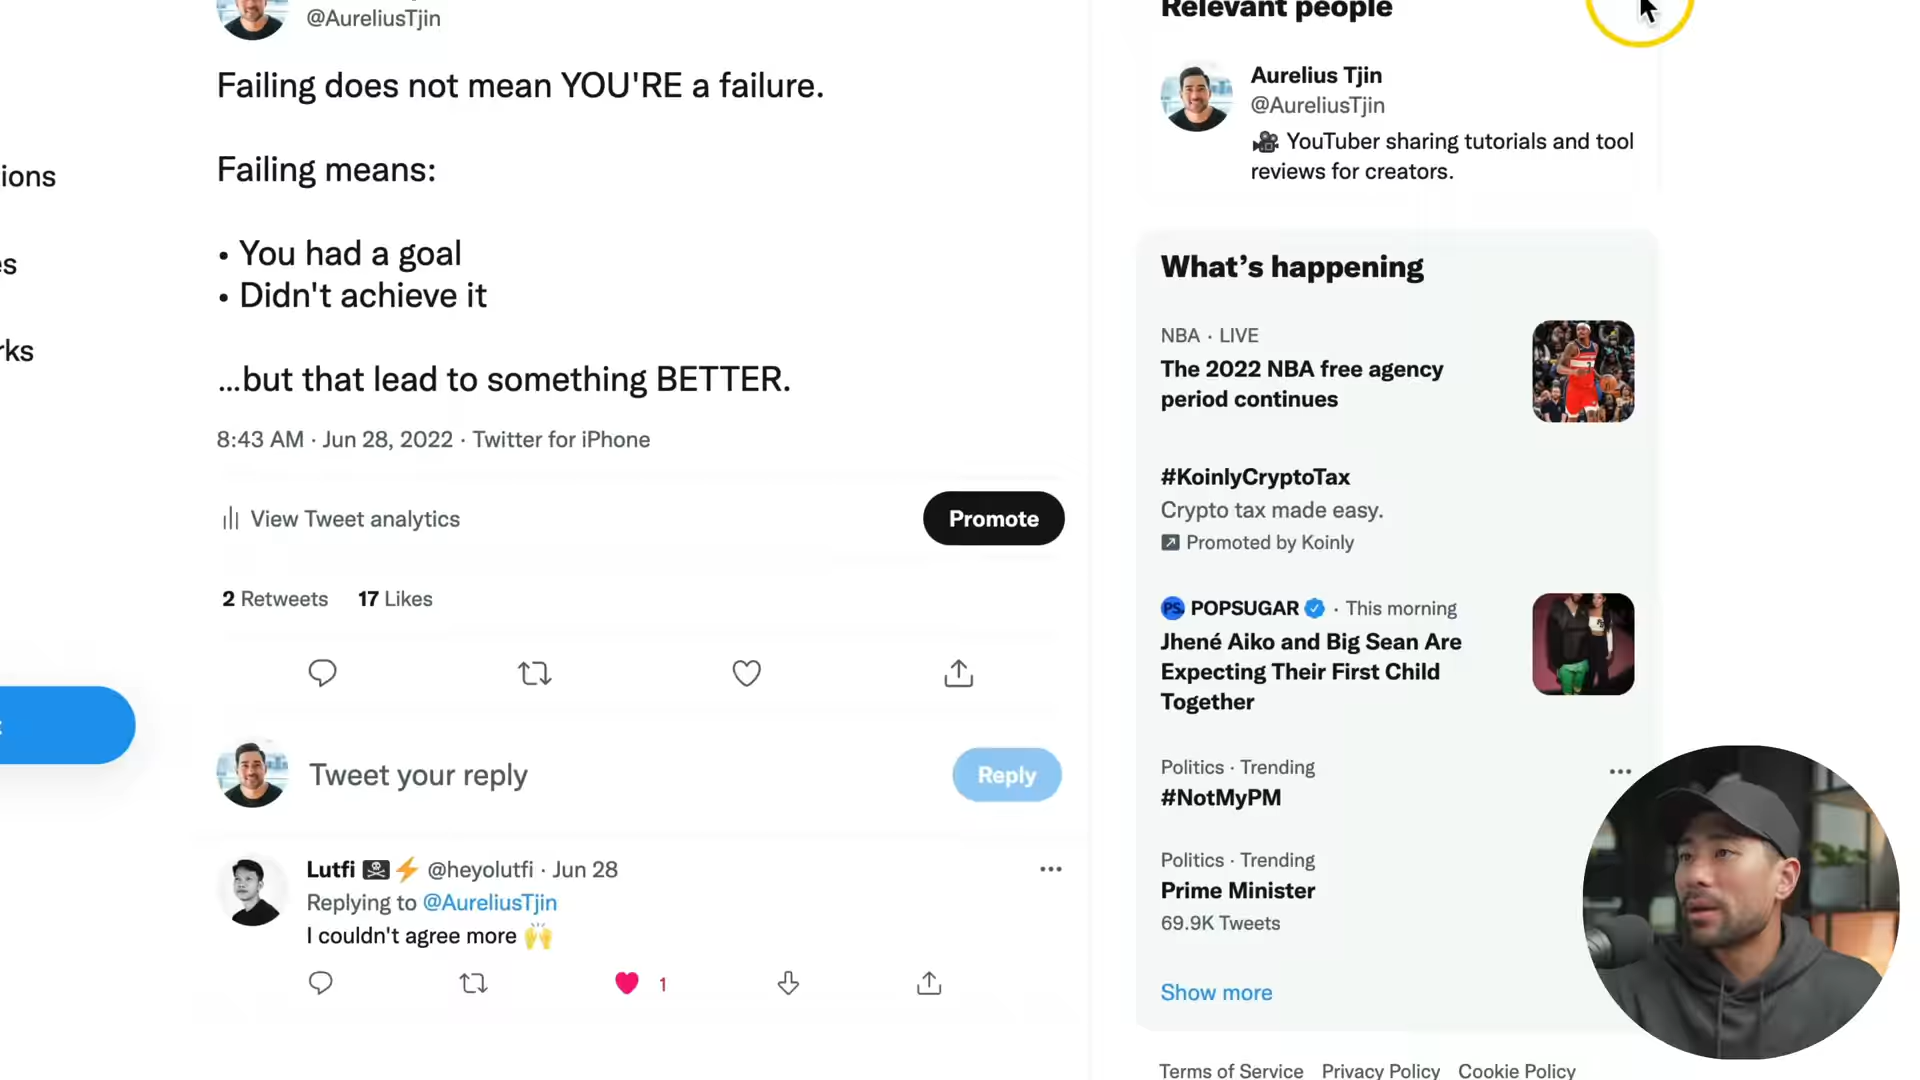 @AureliusTjin
Failing does not mean YOU'RE a failure.
Failing means:
• You had a goal
• Didn't achieve it
...but that lead to something BETTER.
8:43 AM · Jun 28, 2022 · Twitter for iPhone
View Tweet analytics
Promote
2 Retweets 17 Likes
Tweet your reply
Reply
Lutfi @heyolutfi · Jun 28
Replying to @AureliusTjin
I couldn't agree more 🙌
1
ions
es
rks
Relevant people
Aurelius Tjin
@AureliusTjin
🎥 YouTuber sharing tutorials and tool
reviews for creators.
What's happening
NBA · LIVE
The 2022 NBA free agency
period continues
#KoinlyCryptoTax
Crypto tax made easy.
Promoted by Koinly
PS. POPSUGAR · This morning
Jhené Aiko and Big Sean Are
Expecting Their First Child
Together
Politics · Trending
#NotMyPM
Politics · Trending
Prime Minister
69.9K Tweets
Show more
Terms of Service Privacy Policy Cookie Policy